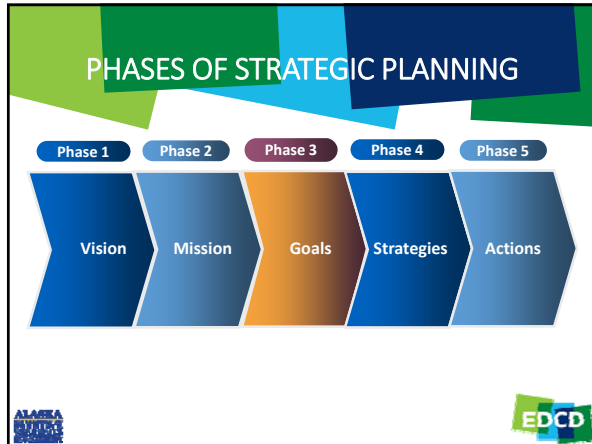 PHASES OF STRATEGIC PLANNING
Phase 1 Phase 2 Phase 3 Phase 4 Phase 5
Vision Mission Goals Strategies Actions
ALASKA
EDCD